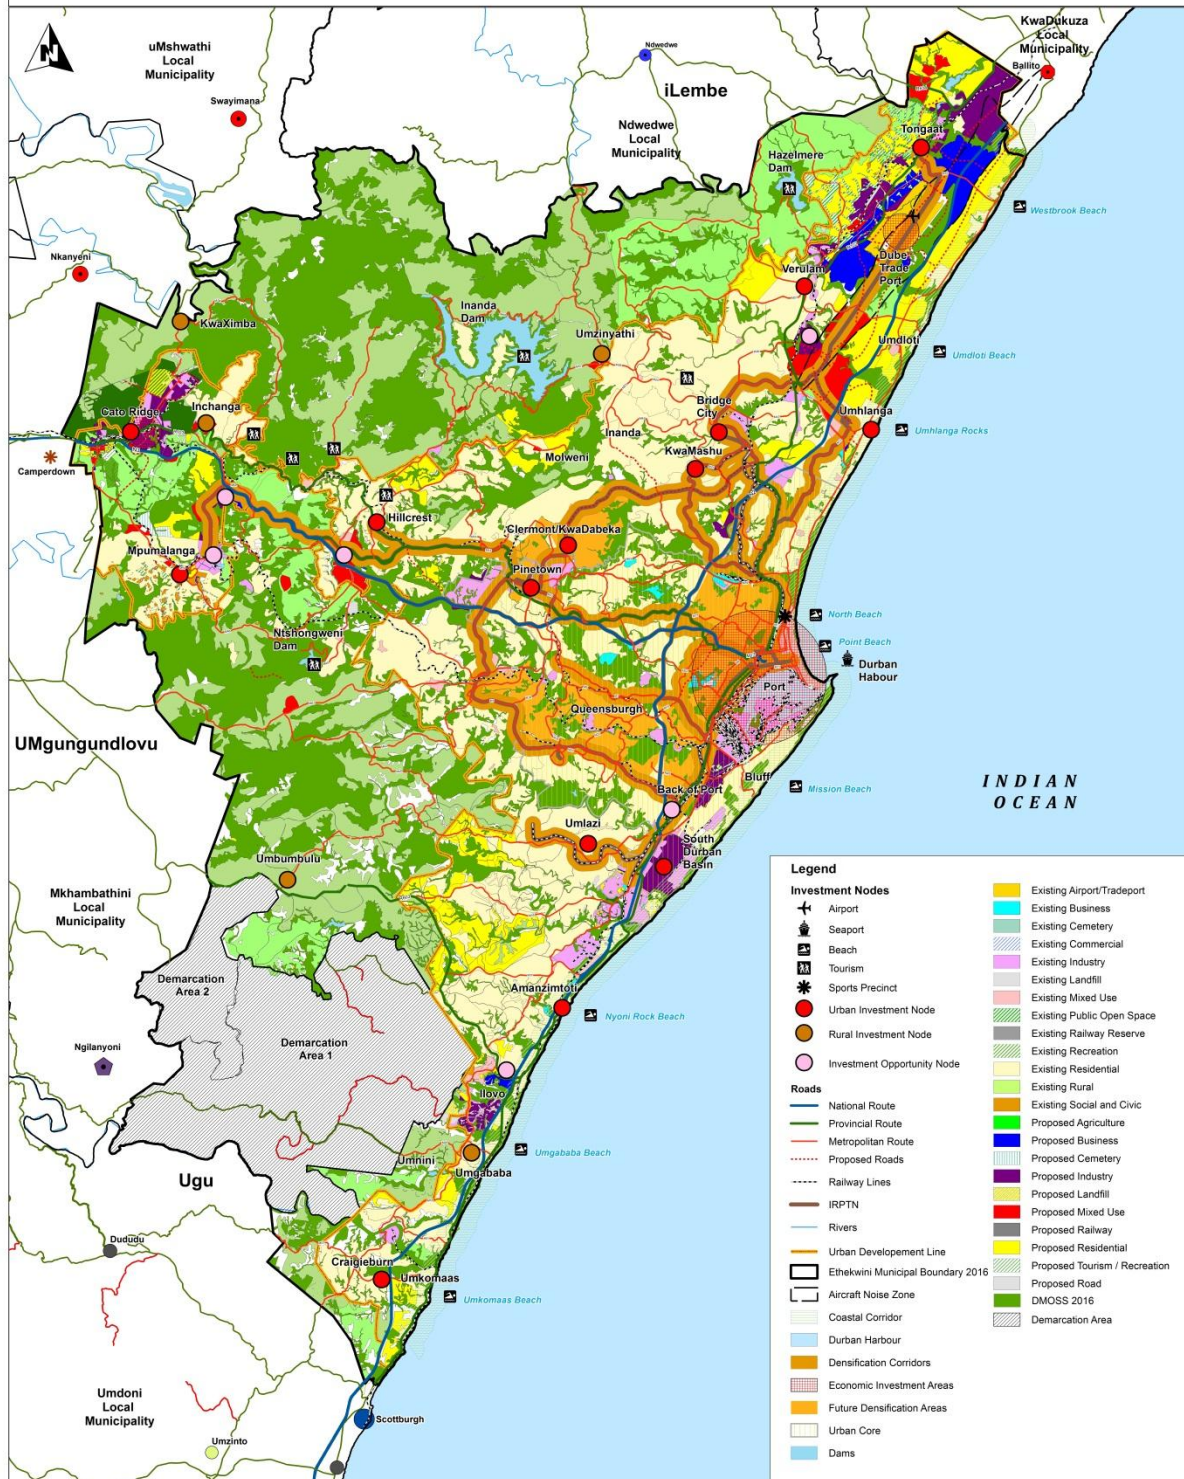 N
uMshwathi
Local
Municipality
Swayimana
Ndwedwe
iLembe
Ndwedwe
Local
Municipality
KwaDukuza
Local
Municipality
Ballito
Tongaat
Hazelmere
Dam
Westbrook Beach
Nkanyeni
Verulam
Dube
Trade
Port
KwaXimba
Inanda
Dam
Umzinyathi
Umdloti
Umdloti Beach
Cato Ridge
Inchanga
Bridge
City
Umhlanga
Umhlanga Rocks
Inanda
KwaMashu
Molweni
Camperdown
Hillcrest
Clermont/KwaDabeka
Mpumalanga
Pinetown
North Beach
Point Beach
Ntshongweni
Dam
Durban
Habour
Port
Queensburgh
UMgungundlovu
Bluff
Back of Port
Mission Beach
INDIAN
OCEAN
Umlazi
South
Durban
Basin
Umbumbulu
Mkhambathini
Local
Municipality
Demarcation
Area 2
Amanzimtoti
Nyoni Rock Beach
Demarcation
Area 1
Ngilanyoni
Ilovo
Umnini
Umgababa
Umgababa Beach
Ugu
Dududu
Craigieburn
Umkomaas
Umkomaas Beach
Umdoni
Local
Municipality
Scottburgh
Umzinto
Legend
Investment Nodes
Airport
Seaport
Beach
Tourism
Sports Precinct
Urban Investment Node
Rural Investment Node
Investment Opportunity Node
Roads
National Route
Provincial Route
Metropolitan Route
Proposed Roads
Railway Lines
IRPTN
Rivers
Urban Developement Line
Ethekwini Municipal Boundary 2016
Aircraft Noise Zone
Coastal Corridor
Durban Harbour
Densification Corridors
Economic Investment Areas
Future Densification Areas
Urban Core
Dams
Existing Airport/Tradeport
Existing Business
Existing Cemetery
Existing Commercial
Existing Industry
Existing Landfill
Existing Mixed Use
Existing Public Open Space
Existing Railway Reserve
Existing Recreation
Existing Residential
Existing Rural
Existing Social and Civic
Proposed Agriculture
Proposed Business
Proposed Cemetery
Proposed Industry
Proposed Landfill
Proposed Mixed Use
Proposed Railway
Proposed Residential
Proposed Tourism / Recreation
Proposed Road
DMOSS 2016
Demarcation Area